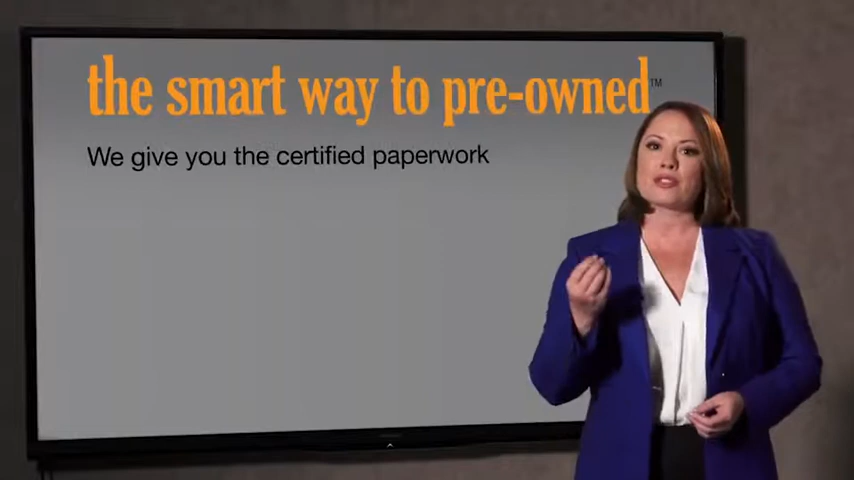 the smart way to pre-owned™
We give you the certified paperwork